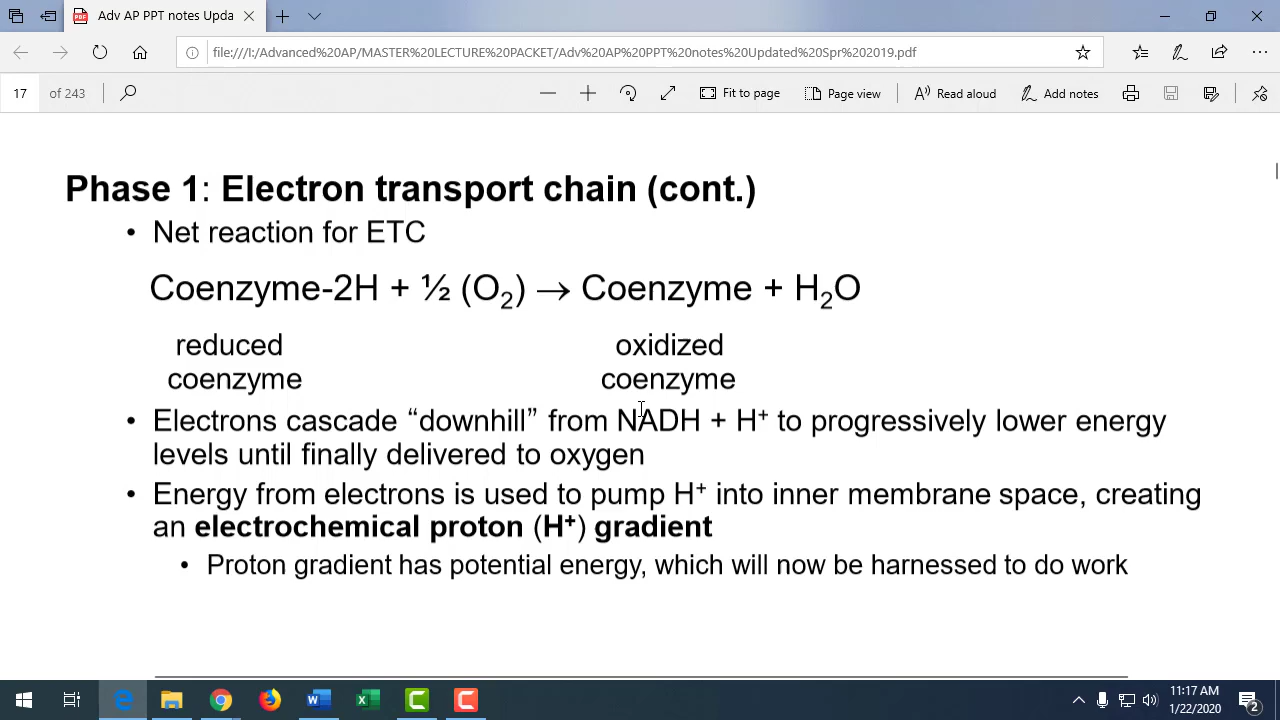 Adv AP PPT notes Updat
file:///I:/Advanced%20AP/MASTER%20LECTURE%20PACKET/Adv%20AP%20PPT%20notes%20Updated%20Spr%202019.pdf
17 of 243 Fit to page Page view Read aloud Add notes
Phase 1: Electron transport chain (cont.)
• Net reaction for ETC
Coenzyme-2H + ½ (O₂) → Coenzyme + H₂O
reduced oxidized
coenzyme coenzyme
• Electrons cascade “downhill” from NADH + H⁺ to progressively lower energy
levels until finally delivered to oxygen
• Energy from electrons is used to pump H⁺ into inner membrane space, creating
an electrochemical proton (H⁺) gradient
• Proton gradient has potential energy, which will now be harnessed to do work
11:17 AM
1/22/2020
2